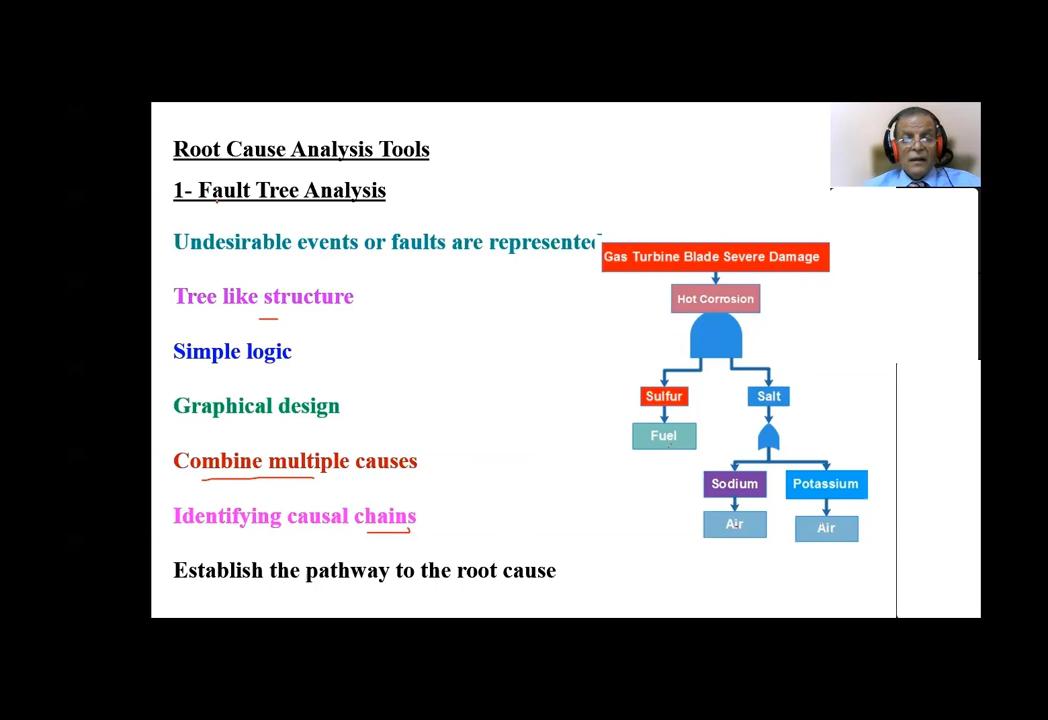 Root Cause Analysis Tools
1- Fault Tree Analysis
Undesirable events or faults are represented
Tree like structure
Simple logic
Graphical design
Combine multiple causes
Identifying causal chains
Establish the pathway to the root cause
Gas Turbine Blade Severe Damage
Hot Corrosion
Sulfur Salt
Fuel
Sodium Potassium
Air Air